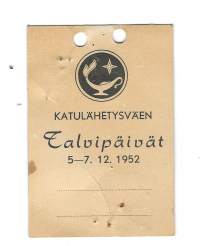 KATULÄHETYSVÄEN
Talvipäivät
5—7. 12. 1952